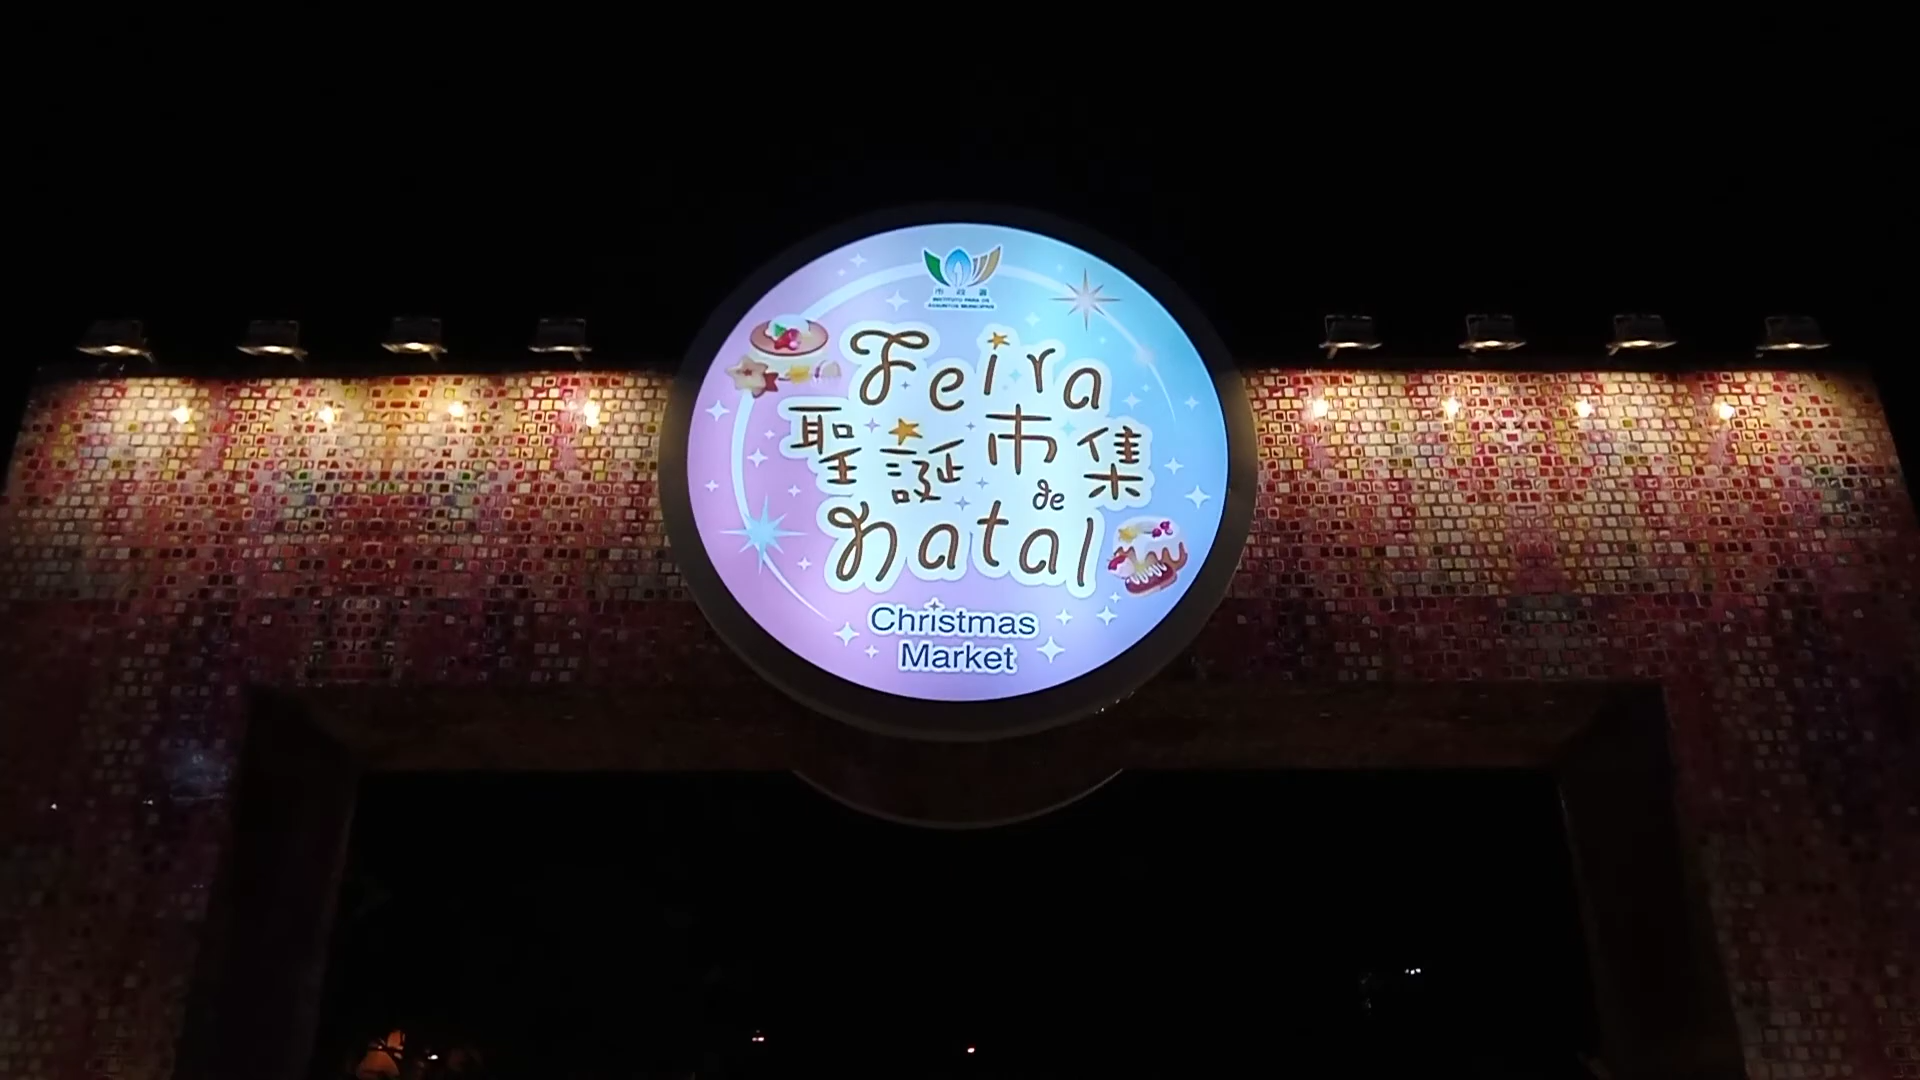 市政署
INSTITUTO PARA OS
ASSUNTOS MUNICIPAIS
Feira
聖誕市集
de
Natal
Christmas
Market